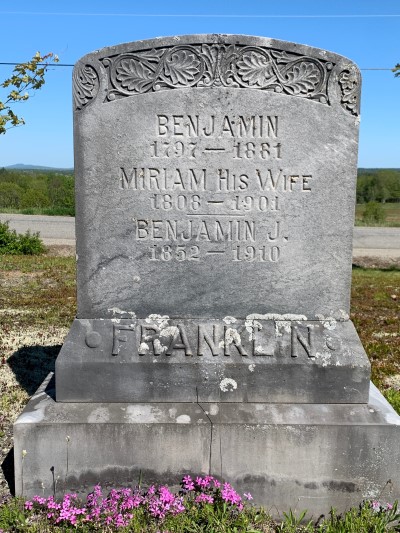 BENJAMIN
1797 — 1881
MIRIAM HIS WIFE
1808 — 1901
BENJAMIN J.
1852 — 1910
FRANKLIN